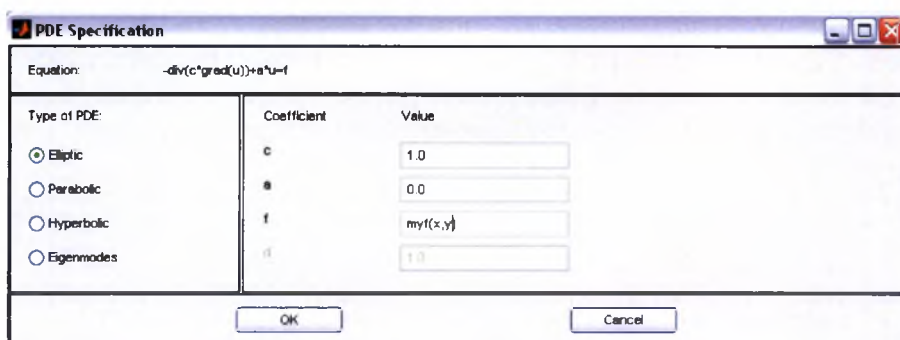 PDE Specification
Equation: -div(c*grad(u))+a*u=f
Type of PDE: Coefficient Value
Elliptic c 1.0
Parabolic a 0.0
Hyperbolic f myf(x,y)
Eigenmodes d 1.0
OK Cancel